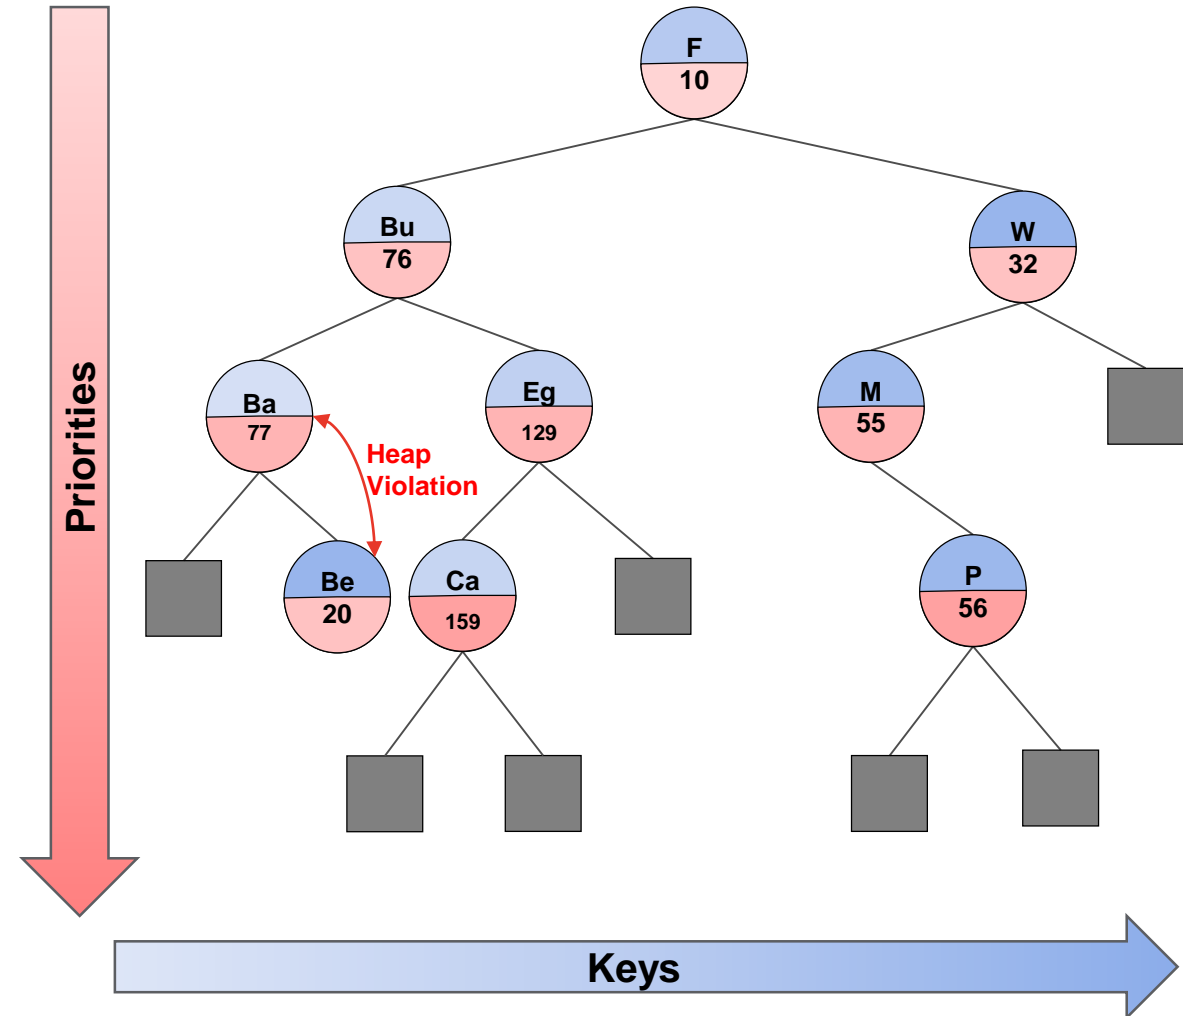 F
10
Bu
76
W
32
Ba
77
Eg
129
M
55
Heap
Violation
Be
20
Ca
159
P
56
Priorities
Keys